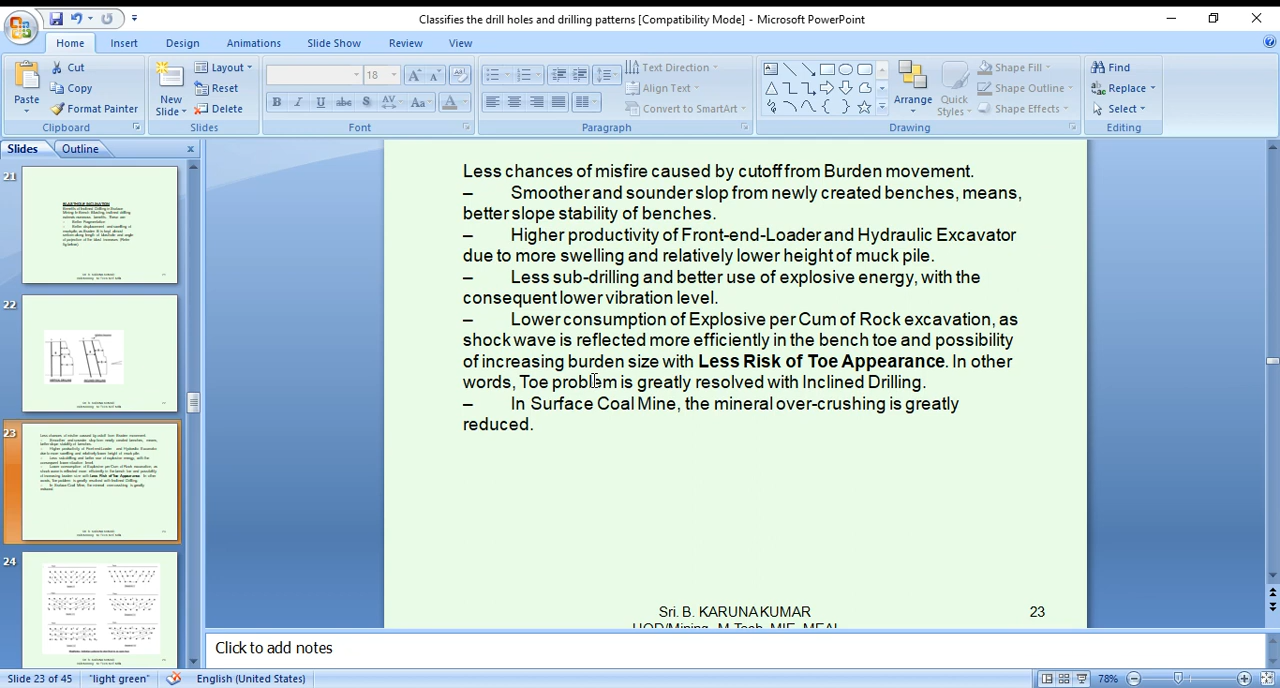 Classifies the drill holes and drilling patterns [Compatibility Mode] - Microsoft PowerPoint
Home Insert Design Animations Slide Show Review View
Paste
Cut
Copy
Format Painter
Clipboard
New Slide
Layout
Reset
Delete
Slides
18
Font
Text Direction
Align Text
Convert to SmartArt
Paragraph
Arrange
Quick Styles
Shape Fill
Shape Outline
Shape Effects
Drawing
Find
Replace
Select
Editing
Slides Outline
21
22
23
24
Less chances of misfire caused by cutoff from Burden movement.
– Smoother and sounder slop from newly created benches, means,
better slope stability of benches.
– Higher productivity of Front-end-Loader and Hydraulic Excavator
due to more swelling and relatively lower height of muck pile.
– Less sub-drilling and better use of explosive energy, with the
consequent lower vibration level.
– Lower consumption of Explosive per Cum of Rock excavation, as
shock wave is reflected more efficiently in the bench toe and possibility
of increasing burden size with Less Risk of Toe Appearance. In other
words, Toe problem is greatly resolved with Inclined Drilling.
– In Surface Coal Mine, the mineral over-crushing is greatly
reduced.
Sri. B. KARUNA KUMAR
23
HOD/Mining, M.Tech, MIE, MEAI
Click to add notes
Slide 23 of 45 "light green" English (United States) 78%